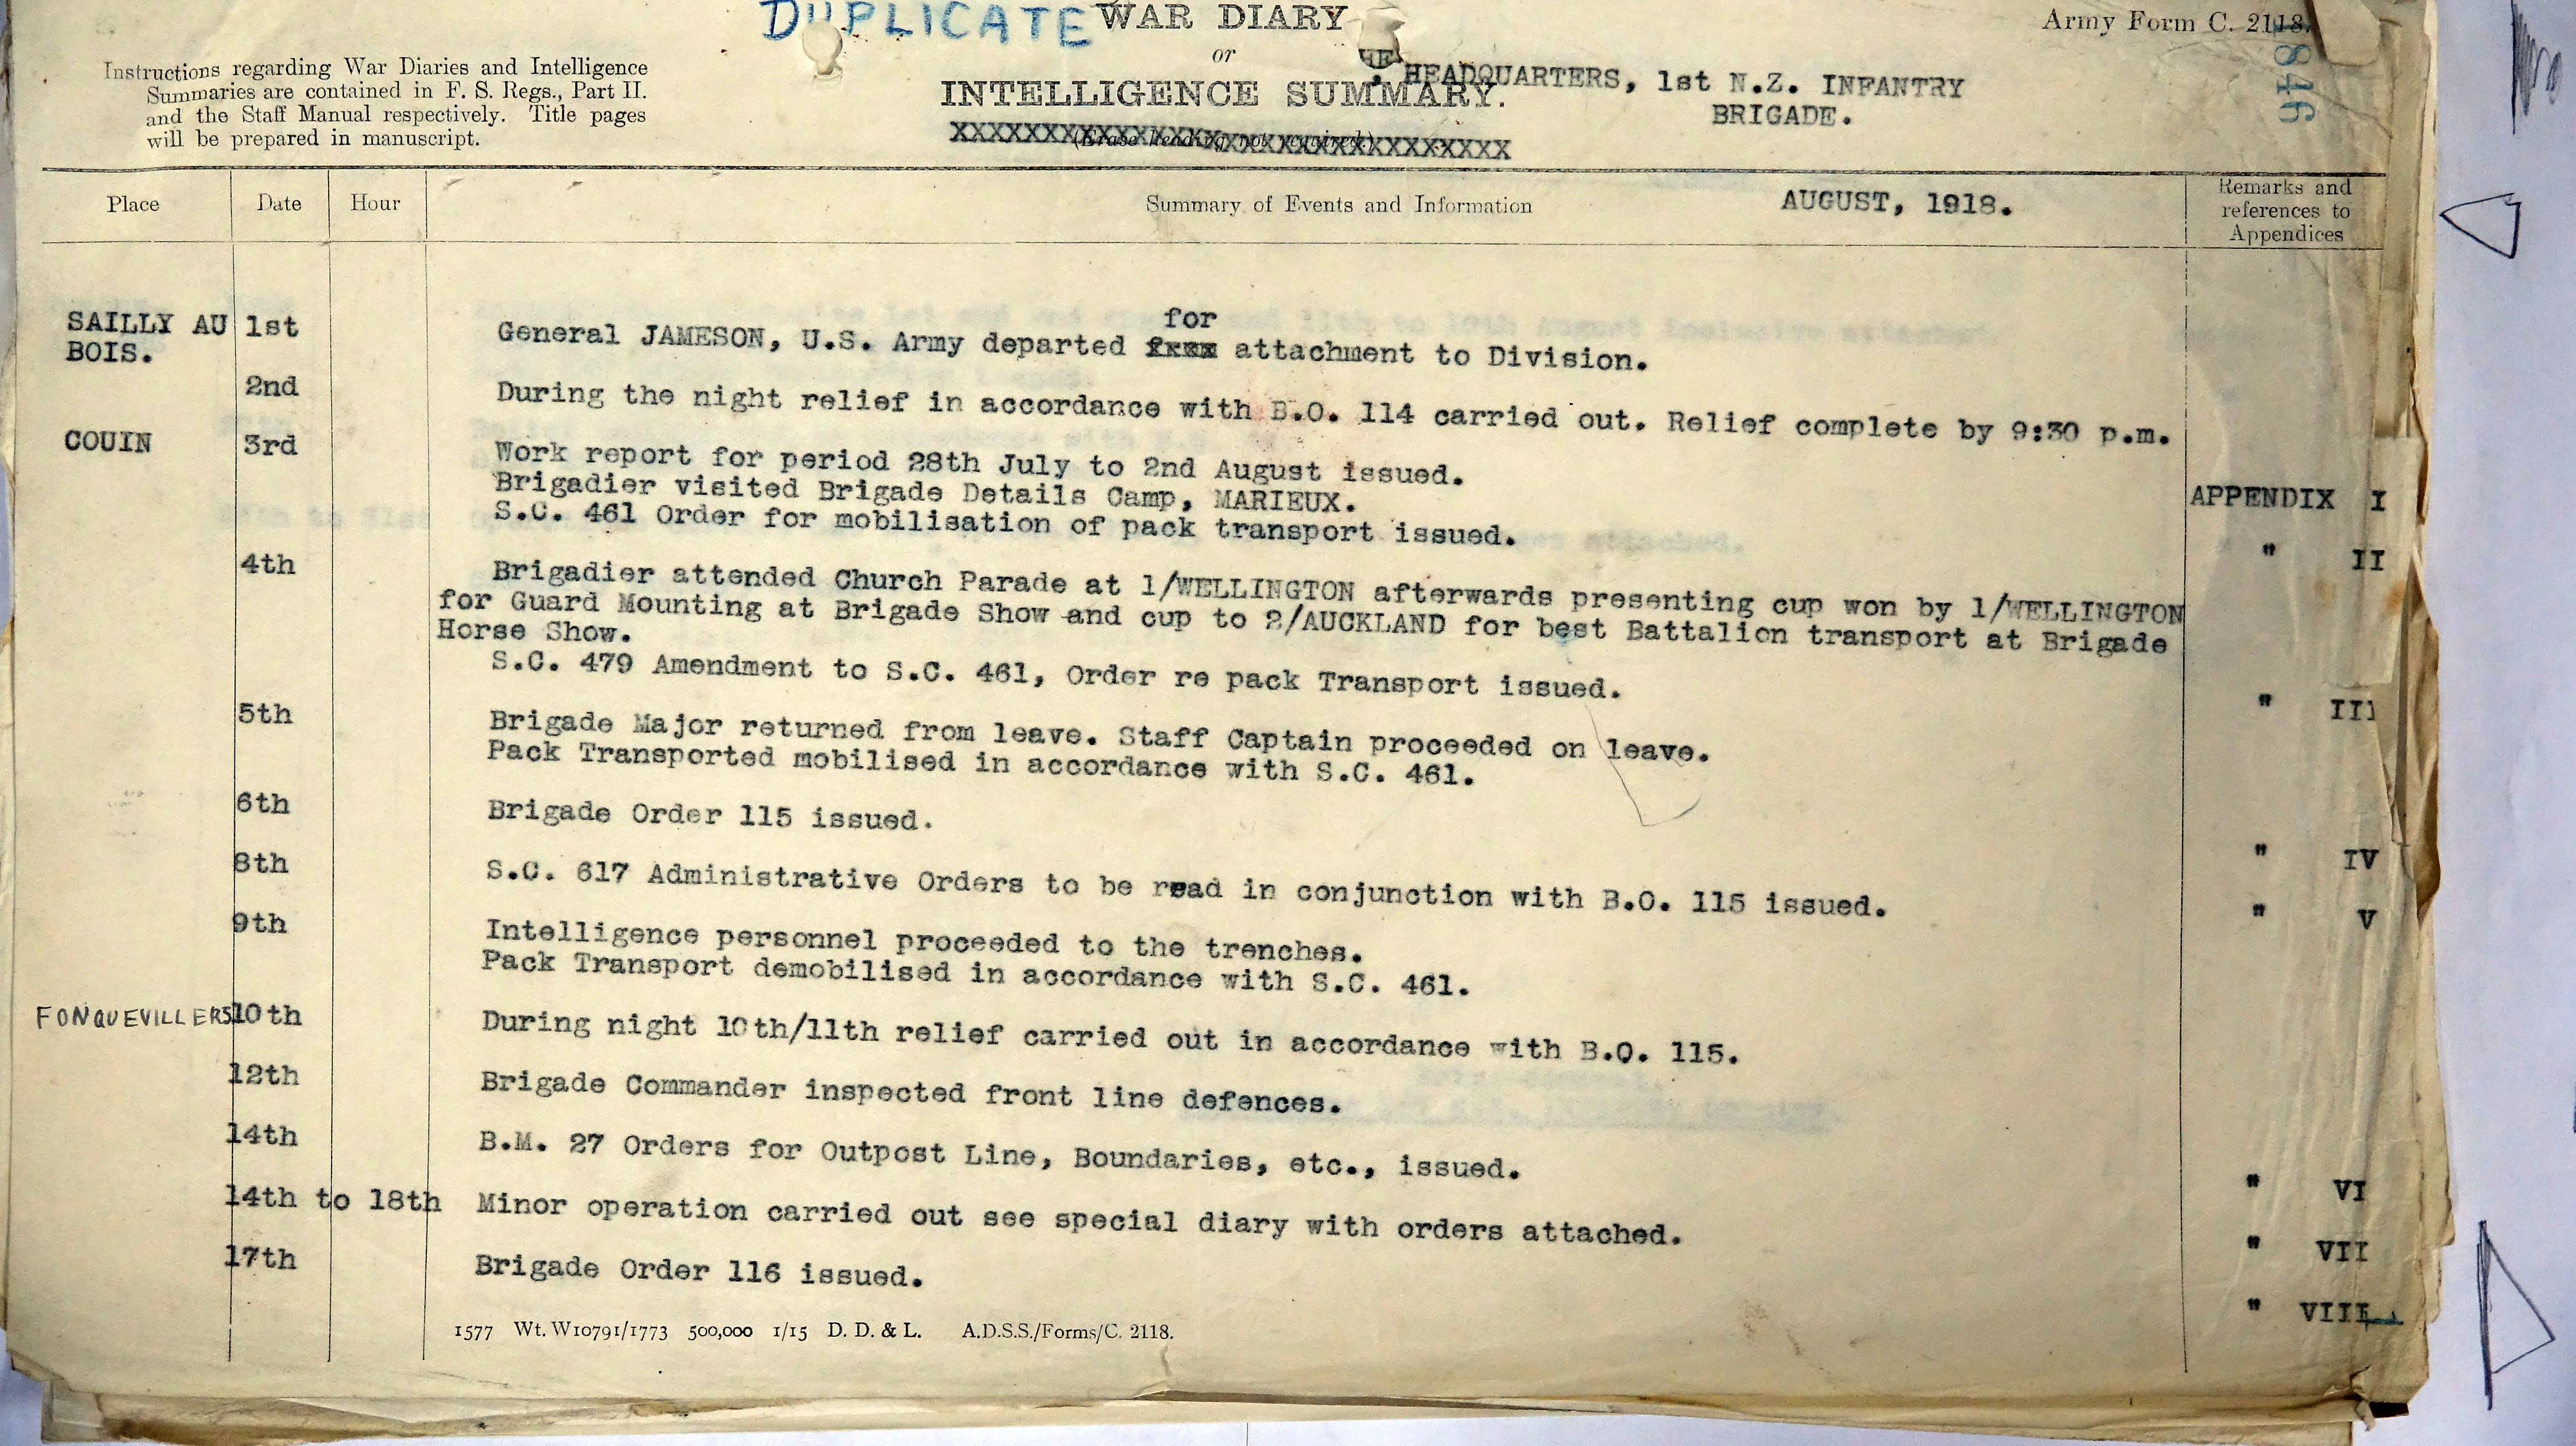 DUPLICATE WAR DIARY
or
INTELLIGENCE SUMMARY.
(Erase heading not required.)
Army Form C. 2118.
1846
Instructions regarding War Diaries and Intelligence
Summaries are contained in F. S. Regs., Part II.
and the Staff Manual respectively. Title pages
will be prepared in manuscript.
HEADQUARTERS, 1st N.Z. INFANTRY
BRIGADE.
Place Date Hour Summary of Events and Information AUGUST, 1918. Remarks and
references to
Appendices
for
SAILLY AU 1st General JAMESON, U.S. Army departed attachment to Division.
BOIS.
2nd During the night relief in accordance with B.O. 114 carried out. Relief complete by 9:30 p.m.
COUIN 3rd Work report for period 28th July to 2nd August issued. APPENDIX I
Brigadier visited Brigade Details Camp, MARIEUX.
S.C. 461 Order for mobilisation of pack transport issued. " II
4th Brigadier attended Church Parade at 1/WELLINGTON afterwards presenting cup won by 1/WELLINGTON
for Guard Mounting at Brigade Show and cup to 2/AUCKLAND for best Battalion transport at Brigade
Horse Show.
S.C. 479 Amendment to S.C. 461, Order re pack Transport issued. " III
5th Brigade Major returned from leave. Staff Captain proceeded on leave.
Pack Transported mobilised in accordance with S.C. 461.
6th Brigade Order 115 issued. " IV
8th S.C. 617 Administrative Orders to be read in conjunction with B.O. 115 issued. " V
9th Intelligence personnel proceeded to the trenches.
Pack Transport demobilised in accordance with S.C. 461.
FONQUEVILLERS 10th During night 10th/11th relief carried out in accordance with B.O. 115.
12th Brigade Commander inspected front line defences.
14th B.M. 27 Orders for Outpost Line, Boundaries, etc., issued. " VI
14th to 18th Minor operation carried out see special diary with orders attached. " VII
17th Brigade Order 116 issued. " VIII
1577 Wt. W10791/1773 500,000 1/15 D. D. & L. A.D.S.S./Forms/C. 2118.